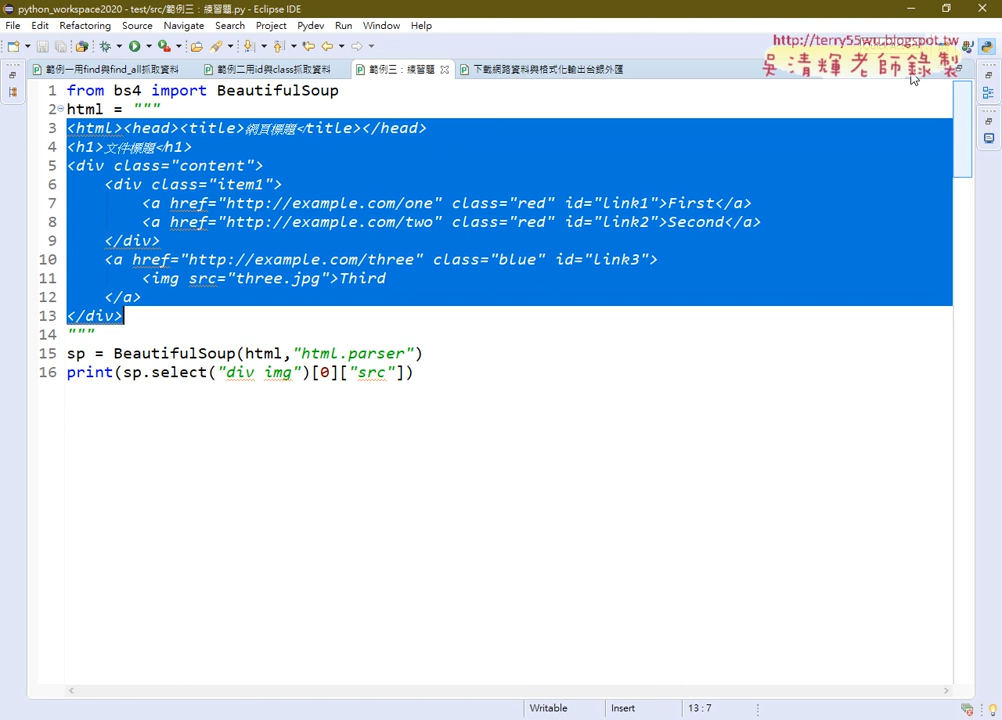 python_workspace2020 - test/src/範例三：練習題.py - Eclipse IDE
File Edit Refactoring Source Navigate Search Project Pydev Run Window Help
http://terry55wu.blogspot.tw
吳清輝老師錄製
範例一用find與find_all抓取資料 範例二用id與class抓取資料 範例三：練習題 下載網路資料與格式化輸出台銀外匯
1 from bs4 import BeautifulSoup
2 html = """
3 <html><head><title>網頁標題</title></head>
4 <h1>文件標題</h1>
5 <div class="content">
6 <div class="item1">
7 <a href="http://example.com/one" class="red" id="link1">First</a>
8 <a href="http://example.com/two" class="red" id="link2">Second</a>
9 </div>
10 <a href="http://example.com/three" class="blue" id="link3">
11 <img src="three.jpg">Third
12 </a>
13 </div>
14 """
15 sp = BeautifulSoup(html,"html.parser")
16 print(sp.select("div img")[0]["src"])
Writable Insert 13 : 7